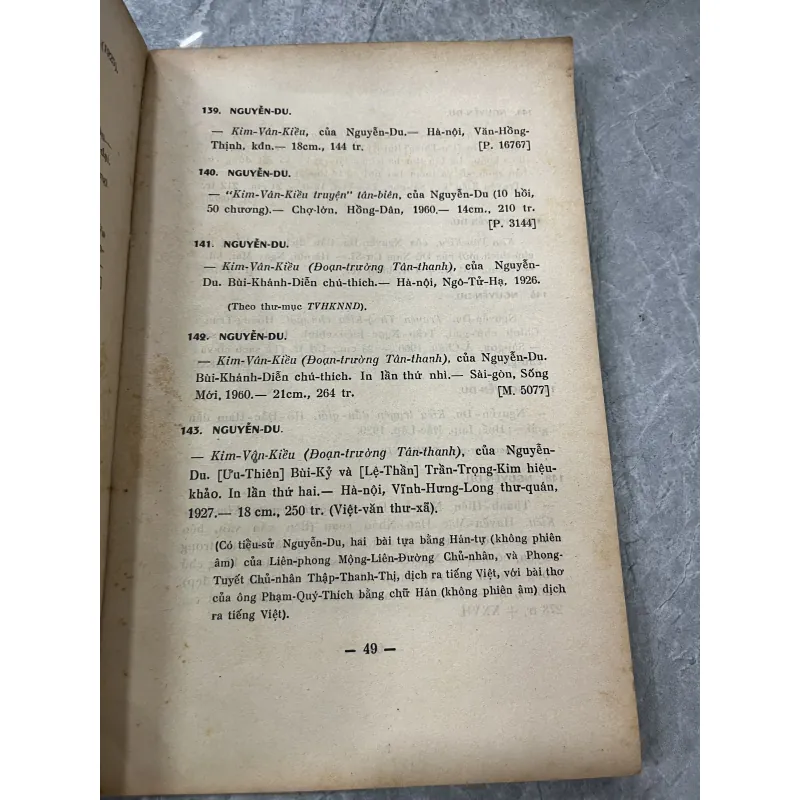 139. NGUYỄN-DU.
— Kim-Vân-Kiều, của Nguyễn-Du.— Hà-nội, Văn-Hồng-
Thịnh, kđn.— 18cm., 144 tr. [P. 16767]
140. NGUYỄN-DU.
— "Kim-Vân-Kiều truyện" tân-biên, của Nguyễn-Du (10 hồi,
50 chương).— Chợ-lớn, Hồng-Dân, 1960.— 14cm., 210 tr.
[P. 3144]
141. NGUYỄN-DU.
— Kim-Vân-Kiều (Đoạn-trường Tân-thanh), của Nguyễn-
Du. Bùi-Khánh-Diễn chú-thích.— Hà-nội, Ngô-Tử-Hạ, 1926.
(Theo thư-mục TVHKNND).
142. NGUYỄN-DU.
— Kim-Vân-Kiều (Đoạn-trường Tân-thanh), của Nguyễn-Du.
Bùi-Khánh-Diễn chú-thích. In lần thứ nhì.— Sài-gòn, Sống
Mới, 1960.— 21cm., 264 tr. [M. 5077]
143. NGUYỄN-DU.
— Kim-Vân-Kiều (Đoạn-trường Tân-thanh), của Nguyễn-
Du. [Ưu-Thiên] Bùi-Kỷ và [Lệ-Thần] Trần-Trọng-Kim hiệu-
khảo. In lần thứ hai.— Hà-nội, Vĩnh-Hưng-Long thư-quán,
1927.— 18 cm., 250 tr. (Việt-văn thư-xã).
(Có tiểu-sử Nguyễn-Du, hai bài tựa bằng Hán-tự (không phiên
âm) của Liên-phong Mộng-Liên-Đường Chủ-nhân, và Phong-
Tuyết Chủ-nhân Thập-Thanh-Thị, dịch ra tiếng Việt, với bài thơ
của ông Phạm-Quý-Thích bằng chữ Hán (không phiên âm) dịch
ra tiếng Việt).
— 49 —